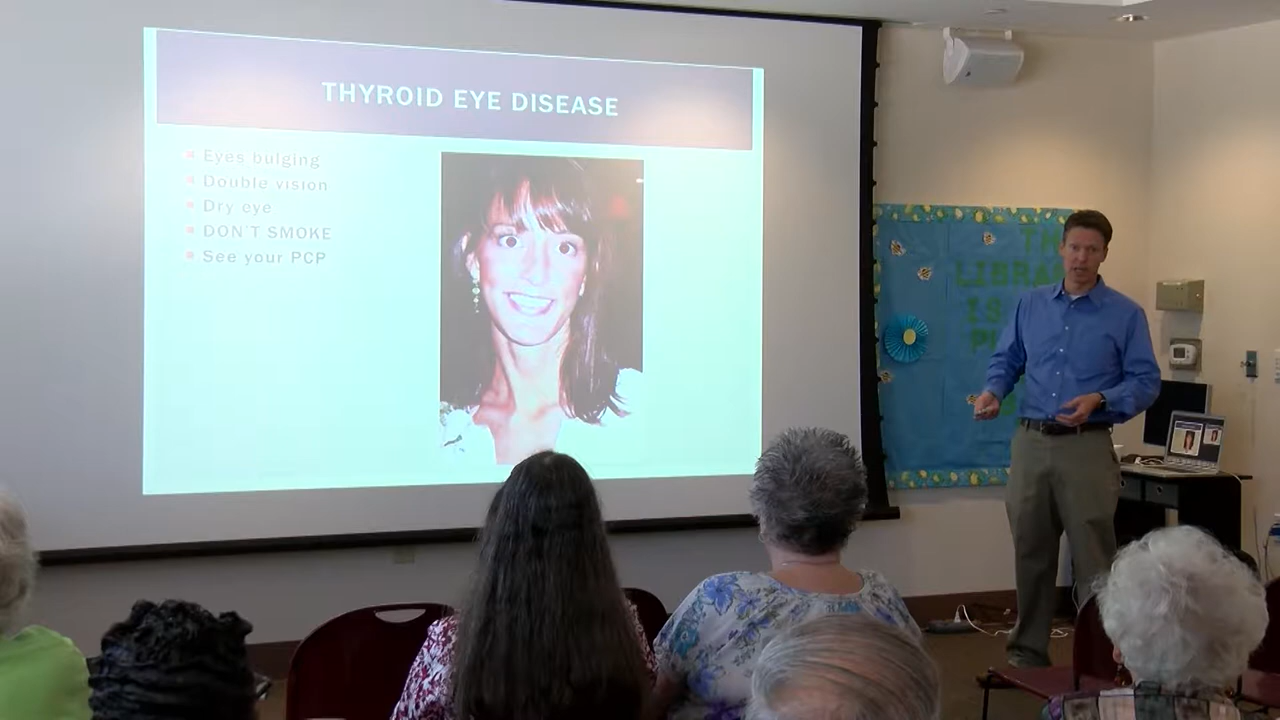 THYROID EYE DISEASE
Eyes bulging
Double vision
Dry eye
DON'T SMOKE
See your PCP